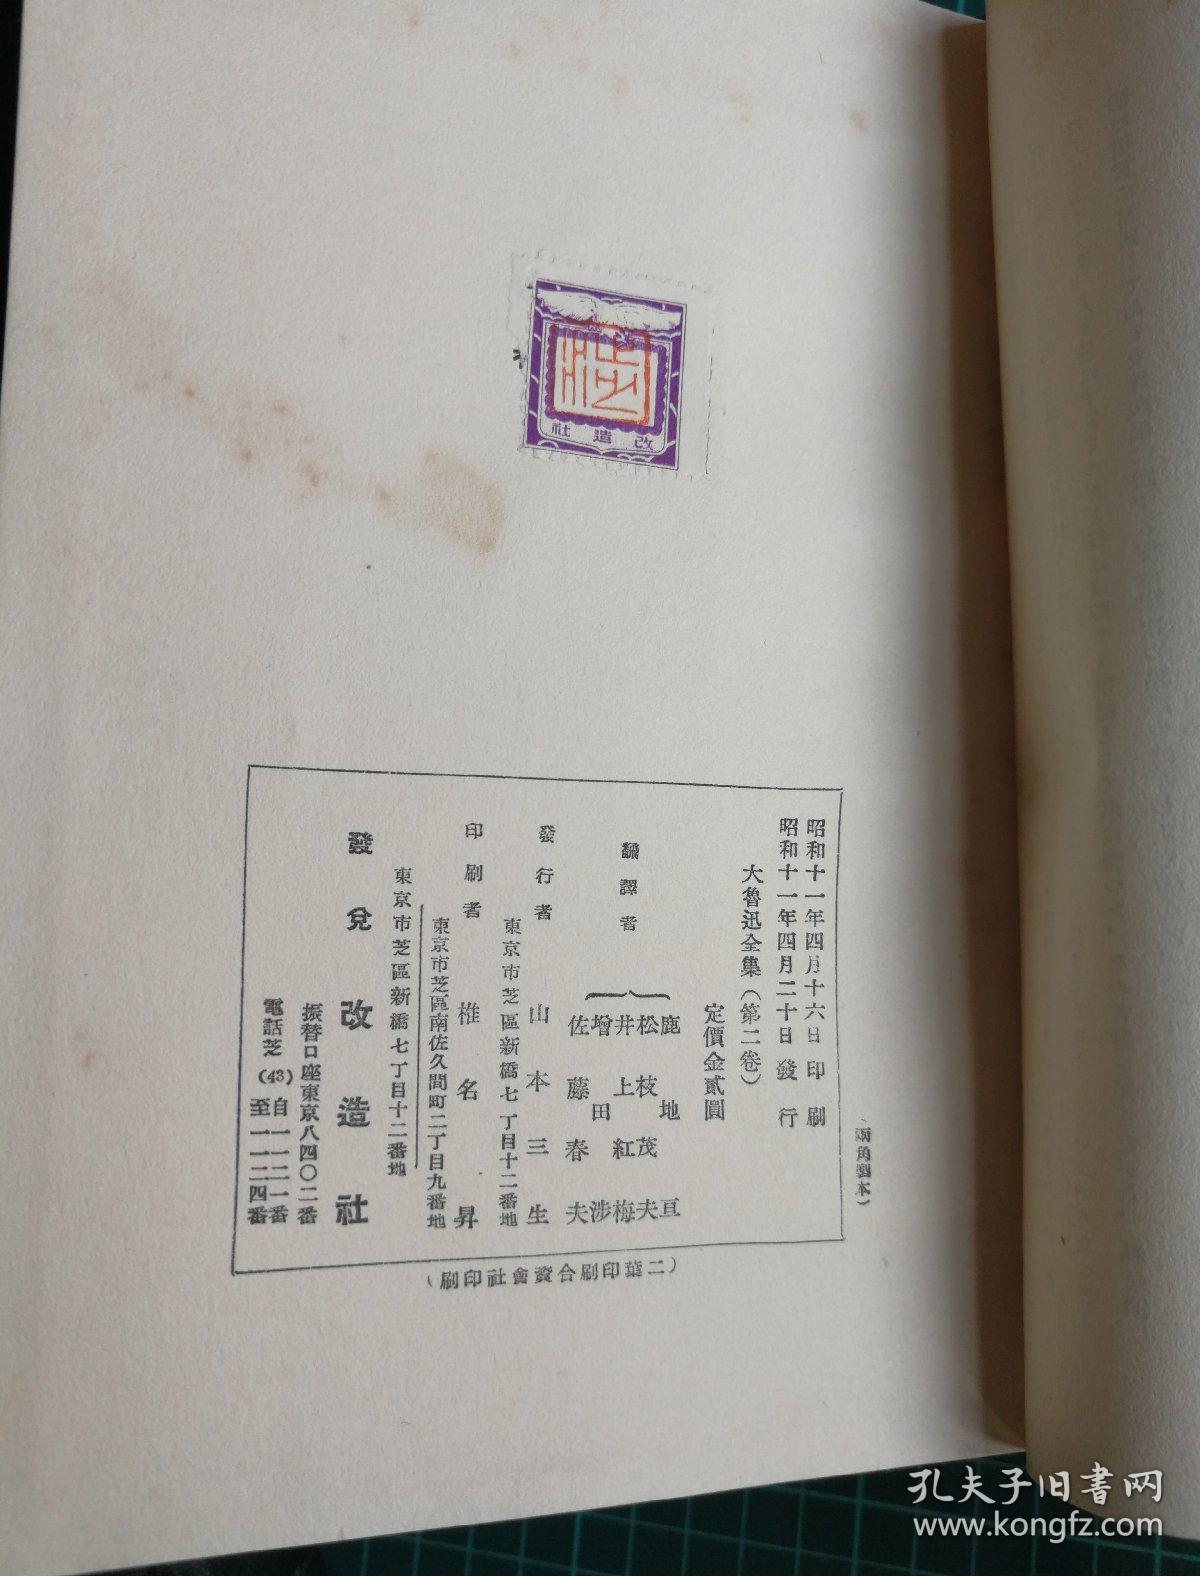 改造社
昭和十一年四月十六日印刷
昭和十一年四月二十日發行
大魯迅全集(第二卷)
定價金貳圓
飜譯者
鹿地亘
松枝茂夫
井上紅梅
增田涉
佐藤春夫
東京市芝區新橋七丁目十二番地
發行者 山本三生
東京市芝區南佐久間町二丁目九番地
印刷者 椎名昇
東京市芝區新橋七丁目十二番地
發兌 改造社
振替口座東京八四〇二番
電話芝(43)自一一二一番
至一一二四番
(二葉印刷合資會社印刷)
(兩角製本)
孔夫子旧書网
www.kongfz.com